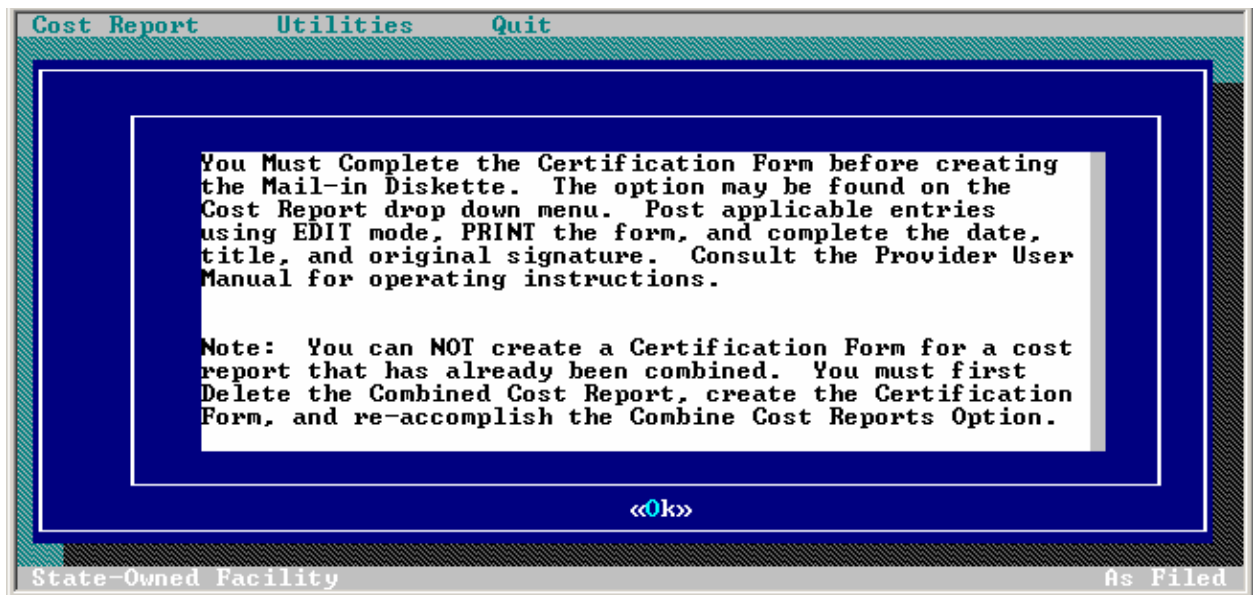 Cost Report Utilities Quit
You Must Complete the Certification Form before creating
the Mail-in Diskette. The option may be found on the
Cost Report drop down menu. Post applicable entries
using EDIT mode, PRINT the form, and complete the date,
title, and original signature. Consult the Provider User
Manual for operating instructions.
Note: You can NOT create a Certification Form for a cost
report that has already been combined. You must first
Delete the Combined Cost Report, create the Certification
Form, and re-accomplish the Combine Cost Reports Option.
«Ok»
State-Owned Facility As Filed